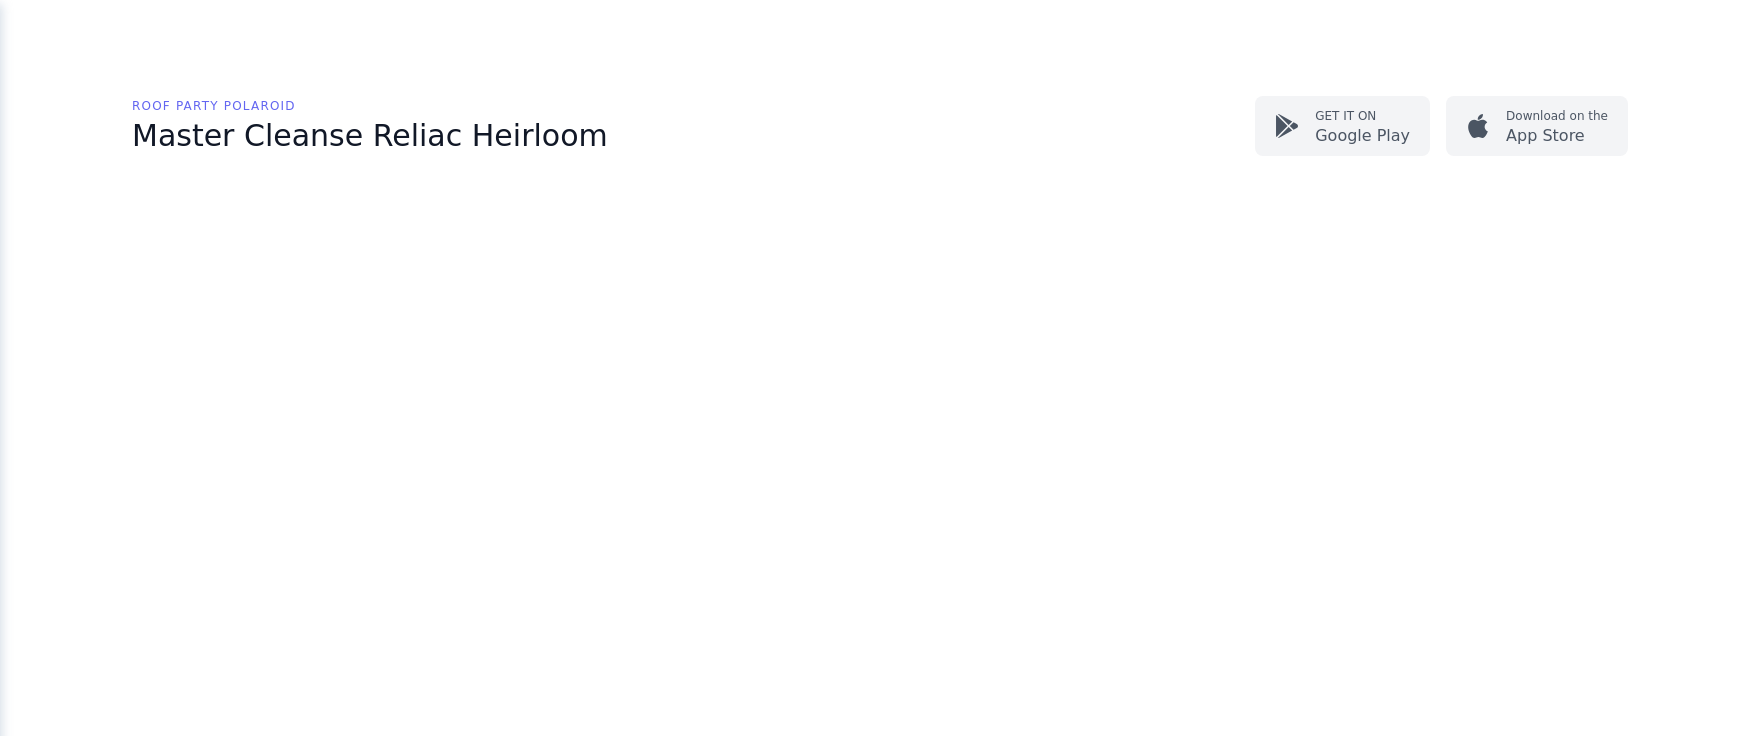 ROOF PARTY POLAROID
Master Cleanse Reliac Heirloom
GET IT ON
Google Play
Download on the
App Store